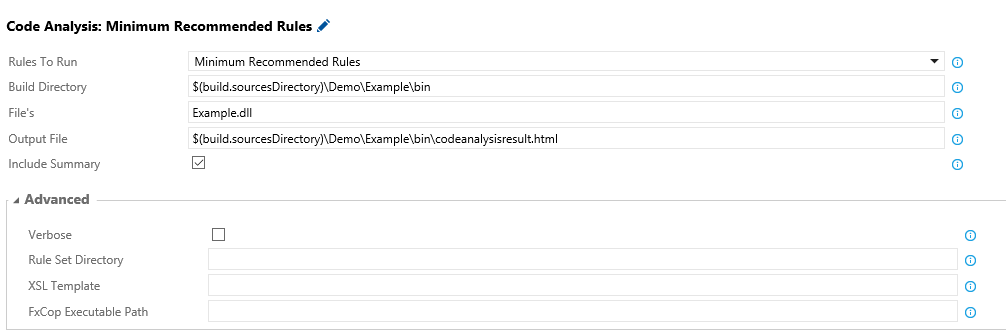 Code Analysis: Minimum Recommended Rules
Rules To Run Minimum Recommended Rules
Build Directory $(build.sourcesDirectory)\Demo\Example\bin
File's Example.dll
Output File $(build.sourcesDirectory)\Demo\Example\bin\codeanalysisresult.html
Include Summary
Advanced
Verbose
Rule Set Directory
XSL Template
FxCop Executable Path